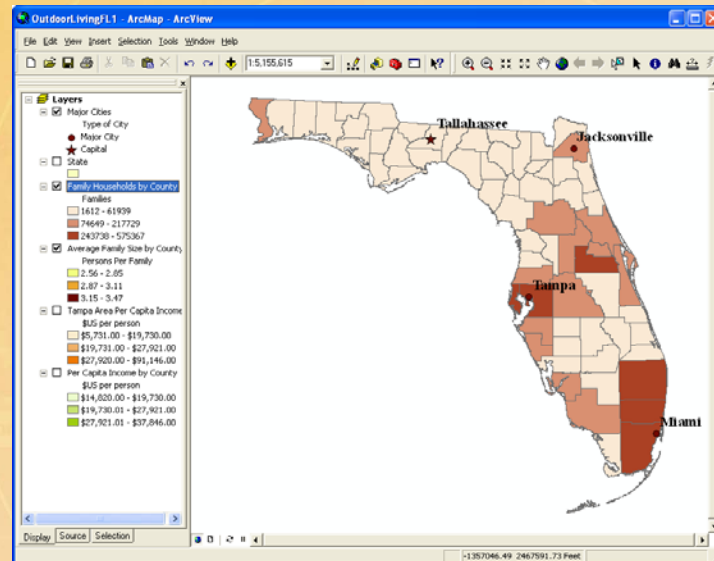 OutdoorLivingFL1 - ArcMap - ArcView
File Edit View Insert Selection Tools Window Help
1:5,155,615
Layers
Major Cities
Type of City
Major City
Capital
State
Family Households by County
Families
1612 - 61939
74649 - 217729
243738 - 575367
Average Family Size by County
Persons Per Family
2.56 - 2.85
2.87 - 3.11
3.15 - 3.47
Tampa Area Per Capita Income
$US per person
$5,731.00 - $19,730.00
$19,731.00 - $27,921.00
$27,920.00 - $91,146.00
Per Capita Income by County
$US per person
$14,820.00 - $19,730.00
$19,730.01 - $27,921.00
$27,921.01 - $37,846.00
Tallahassee
Jacksonville
Tampa
Miami
Display Source Selection
-1357046.49 2467591.73 Feet